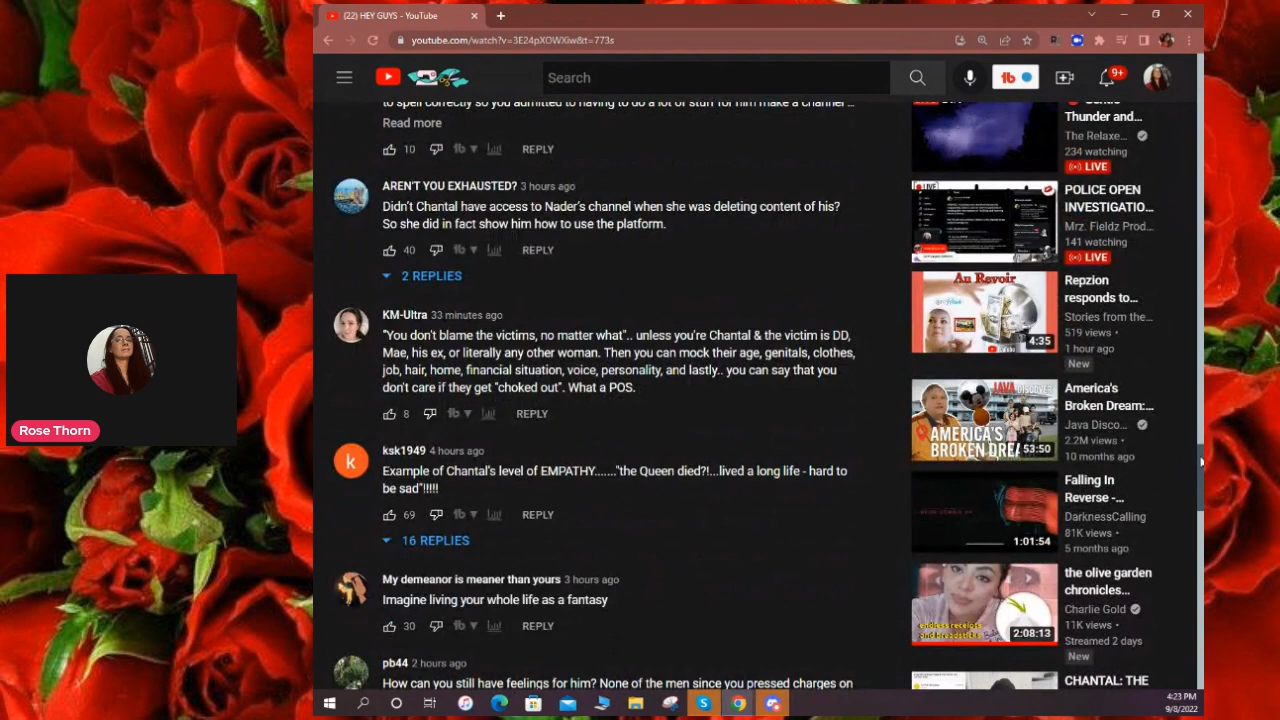 (22) HEY GUYS - YouTube
youtube.com/watch?v=3E24pXOWXiw&t=773s
Search
9+
to spell correctly so you admitted to having to do a lot of stuff for him make a channel ...
Read more
10
REPLY
AREN'T YOU EXHAUSTED? 3 hours ago
Didn't Chantal have access to Nader's channel when she was deleting content of his?
So she did in fact show him how to use the platform.
40
REPLY
2 REPLIES
KM-Ultra 33 minutes ago
"You don't blame the victims, no matter what".. unless you're Chantal & the victim is DD,
Mae, his ex, or literally any other woman. Then you can mock their age, genitals, clothes,
job, hair, home, financial situation, voice, personality, and lastly.. you can say that you
don't care if they get "choked out". What a POS.
8
REPLY
ksk1949 4 hours ago
Example of Chantal's level of EMPATHY......."the Queen died?!...lived a long life - hard to
be sad"!!!!!
69
REPLY
16 REPLIES
My demeanor is meaner than yours 3 hours ago
Imagine living your whole life as a fantasy
30
REPLY
pb44 2 hours ago
How can you still have feelings for him? None of the men since you pressed charges on
Thunder and...
The Relaxe...
234 watching
LIVE
POLICE OPEN
INVESTIGATIO...
Mrz. Fieldz Prod...
141 watching
LIVE
Au Revoir
4:35
Repzion
responds to...
Stories from the...
519 views •
1 hour ago
New
JAVA DISCOVE
AMERICA'S
BROKEN DRE
53:50
America's
Broken Dream:...
Java Disco...
2.2M views •
10 months ago
1:01:54
Falling In
Reverse -...
DarknessCalling
81K views •
5 months ago
endless receipts
and breadsticks
2:08:13
the olive garden
chronicles...
Charlie Gold
11K views •
Streamed 2 days
New
CHANTAL: THE
Rose Thorn
4:23 PM
9/8/2022